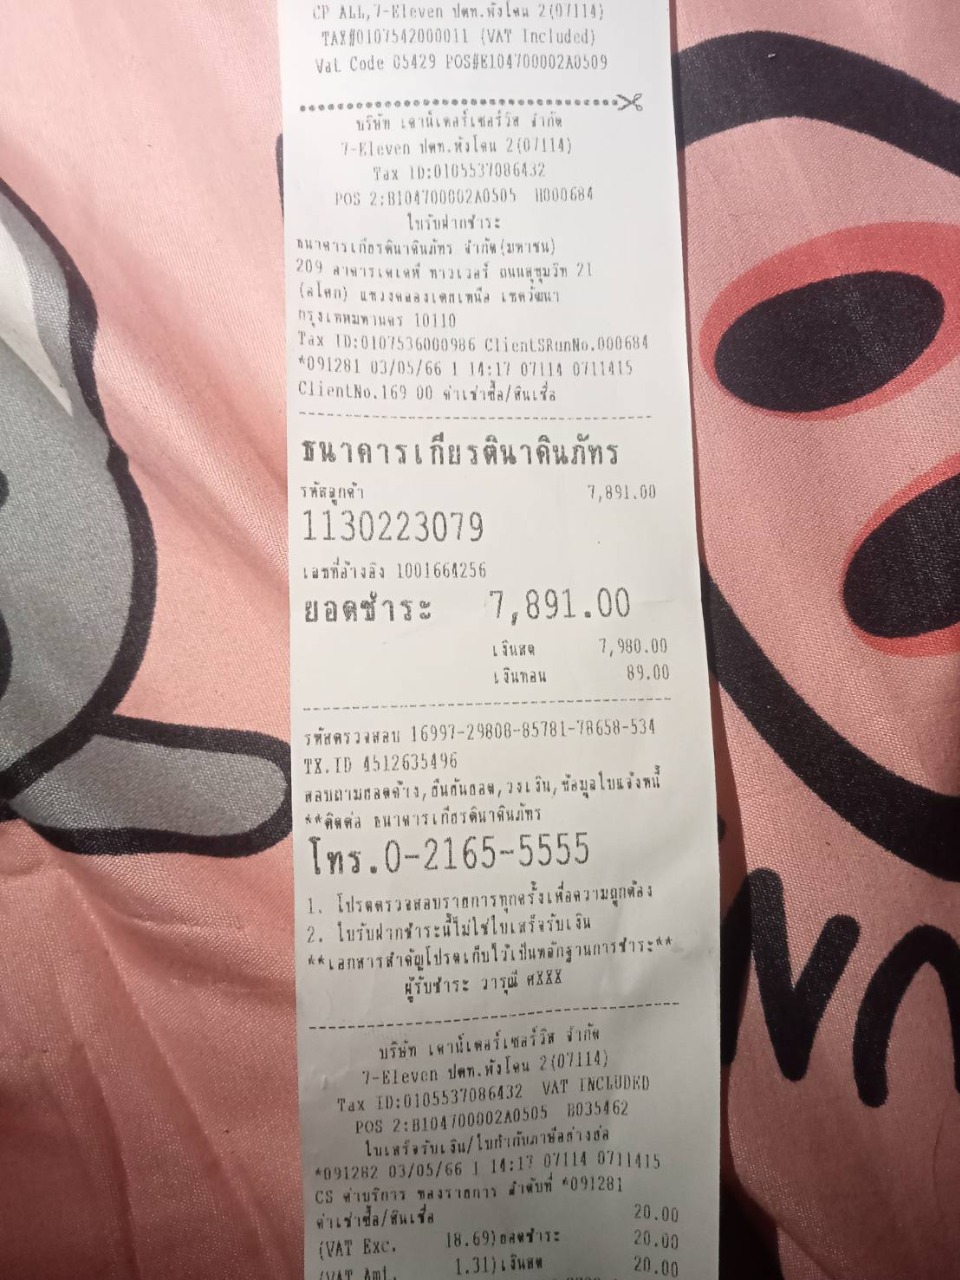 CP ALL,7-Eleven ปตท.พังโคน 2(07114)
TAX#0107542000011 (VAT Included)
Vat Code 05429 POS#E104700002A0509
บริษัท เคาน์เตอร์เซอร์วิส จำกัด
7-Eleven ปตท.พังโคน 2(07114)
Tax ID:0105537086432
POS 2:B104700002A0505 H000684
ใบรับฝากชำระ
ธนาคารเกียรตินาคินภัทร จำกัด(มหาชน)
209 อาคารเคเคพี ทาวเวอร์ ถนนสุขุมวิท 21
(อโศก) แขวงคลองเตยเหนือ เขตวัฒนา
กรุงเทพมหานคร 10110
Tax ID:0107536000986 ClientSRunNo.000684
*091281 03/05/66 1 14:17 07114 0711415
ClientNo.169 00 ค่าเช่าซื้อ/สินเชื่อ
ธนาคารเกียรตินาคินภัทร
รหัสลูกค้า 7,891.00
1130223079
เลขที่อ้างอิง 1001664256
ยอดชำระ 7,891.00
เงินสด 7,980.00
เงินทอน 89.00
รหัสตรวจสอบ 16997-29808-85781-78658-534
TX.ID 4512635496
สอบถามยอดค้าง,ยืนยันยอด,วงเงิน,ข้อมูลใบแจ้งหนี้
**ติดต่อ ธนาคารเกียรตินาคินภัทร
โทร.0-2165-5555
1. โปรดตรวจสอบรายการทุกครั้งเพื่อความถูกต้อง
2. ใบรับฝากชำระนี้ไม่ใช่ใบเสร็จรับเงิน
**เอกสารสำคัญโปรดเก็บไว้เป็นหลักฐานการชำระ**
ผู้รับชำระ วารุณี ศXXX
บริษัท เคาน์เตอร์เซอร์วิส จำกัด
7-Eleven ปตท.พังโคน 2(07114)
Tax ID:0105537086432 VAT INCLUDED
POS 2:B104700002A0505 B035462
ใบเสร็จรับเงิน/ใบกำกับภาษีอย่างย่อ
*091282 03/05/66 1 14:17 07114 0711415
CS ค่าบริการ ของรายการ ลำดับที่ *091281
ค่าเช่าซื้อ/สินเชื่อ 20.00
(VAT Exc. 18.69)ยอดชำระ 20.00
(VAT Amt. 1.31)เงินสด 20.00